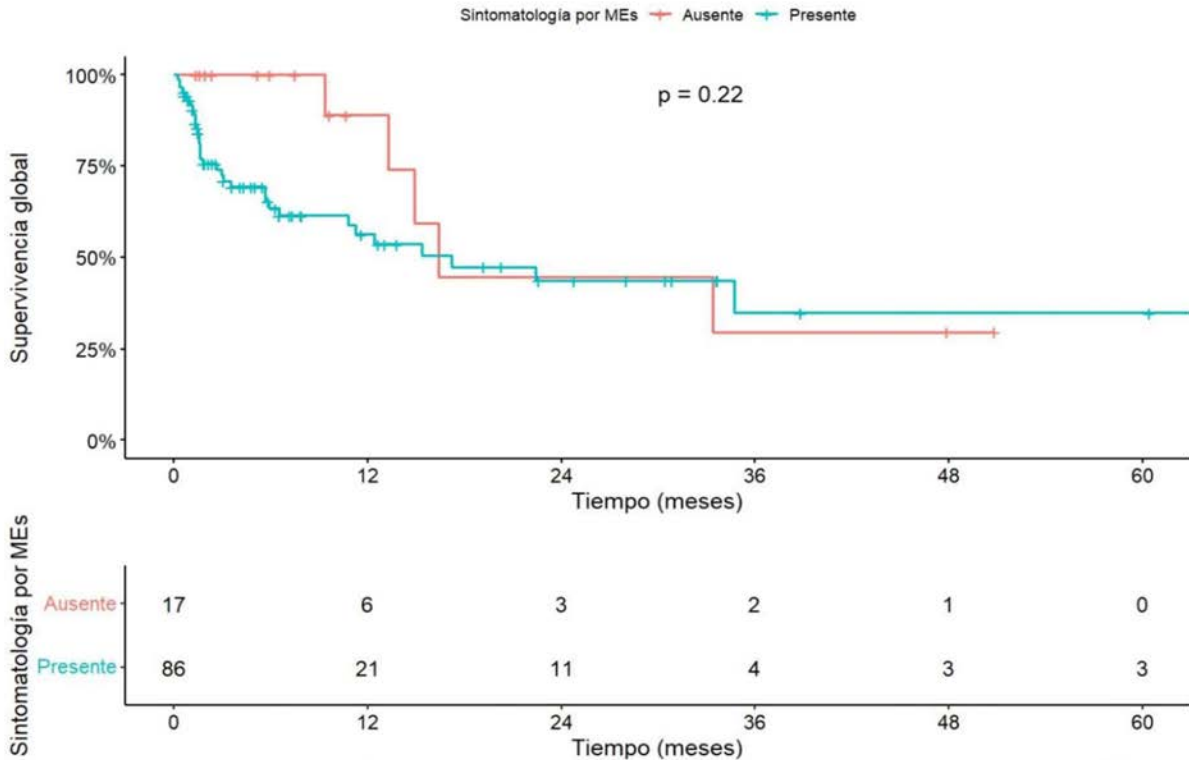 Sintomatología por MEs Ausente Presente
p = 0.22
Supervivencia global
100%
75%
50%
25%
0%
0 12 24 36 48 60
Tiempo (meses)
Sintomatología por MEs
Ausente 17 6 3 2 1 0
Presente 86 21 11 4 3 3
0 12 24 36 48 60
Tiempo (meses)